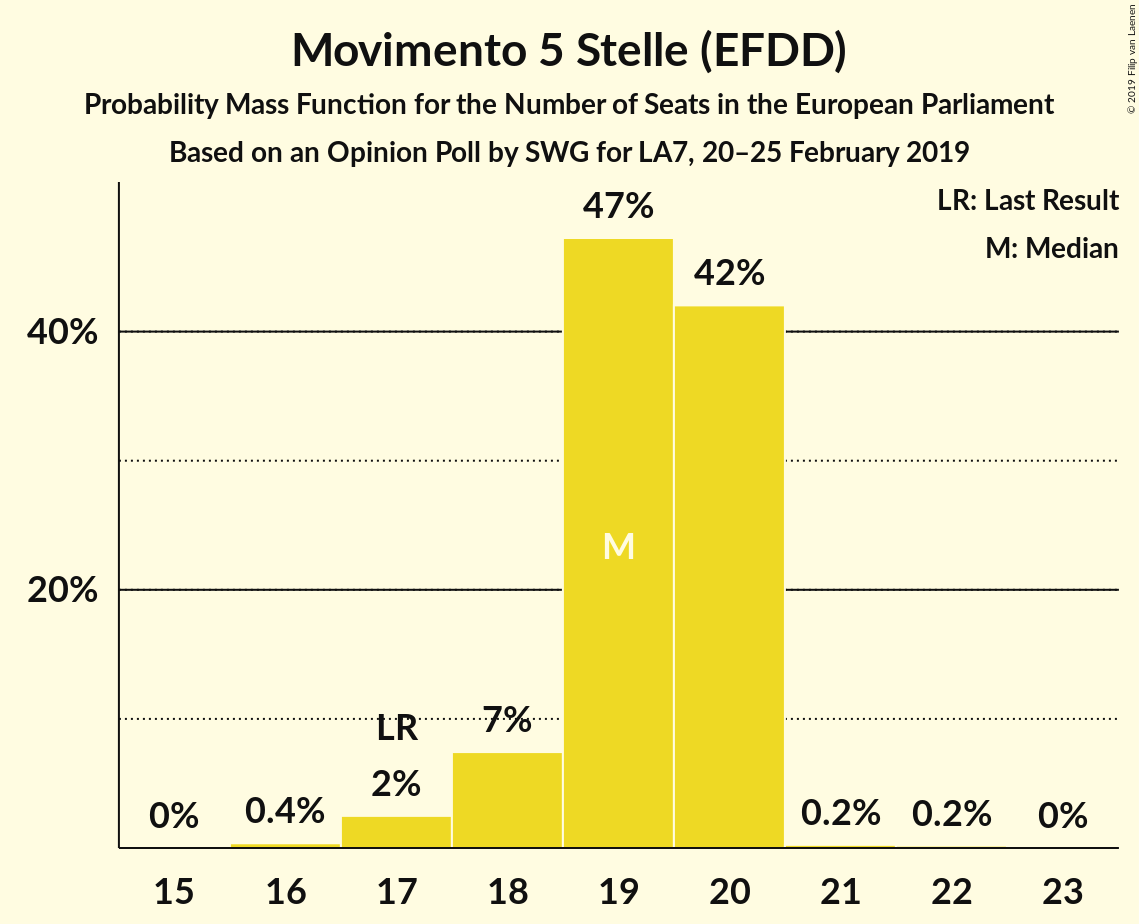 Movimento 5 Stelle (EFDD)
Probability Mass Function for the Number of Seats in the European Parliament
Based on an Opinion Poll by SWG for LA7, 20–25 February 2019
© 2019 Filip van Laenen
LR: Last Result
M: Median
47%
42%
40%
M
20%
LR
7%
2%
0%
0.4%
0.2%
0.2%
0%
15 16 17 18 19 20 21 22 23